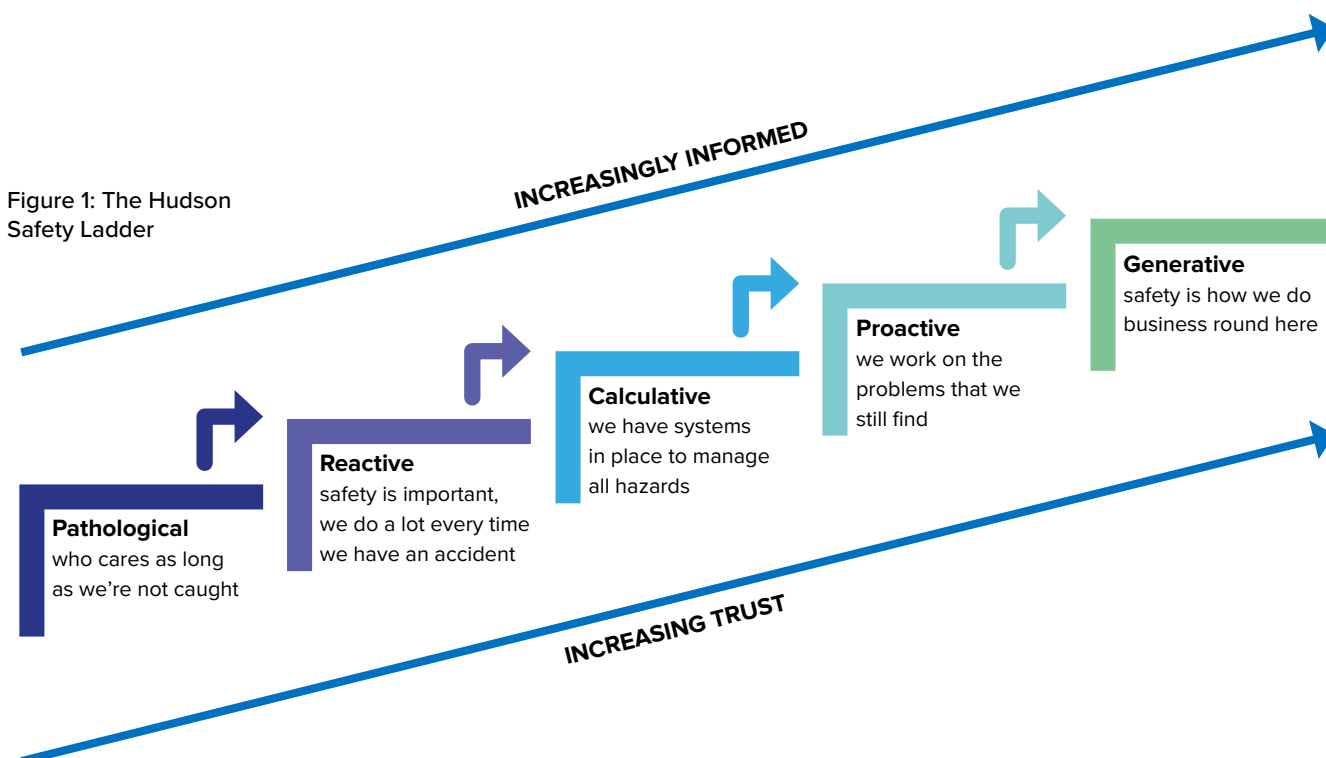 INCREASINGLY INFORMED
Figure 1: The Hudson
Safety Ladder
Pathological
who cares as long
as we’re not caught
Reactive
safety is important,
we do a lot every time
we have an accident
Calculative
we have systems
in place to manage
all hazards
Proactive
we work on the
problems that we
still find
Generative
safety is how we do
business round here
INCREASING TRUST